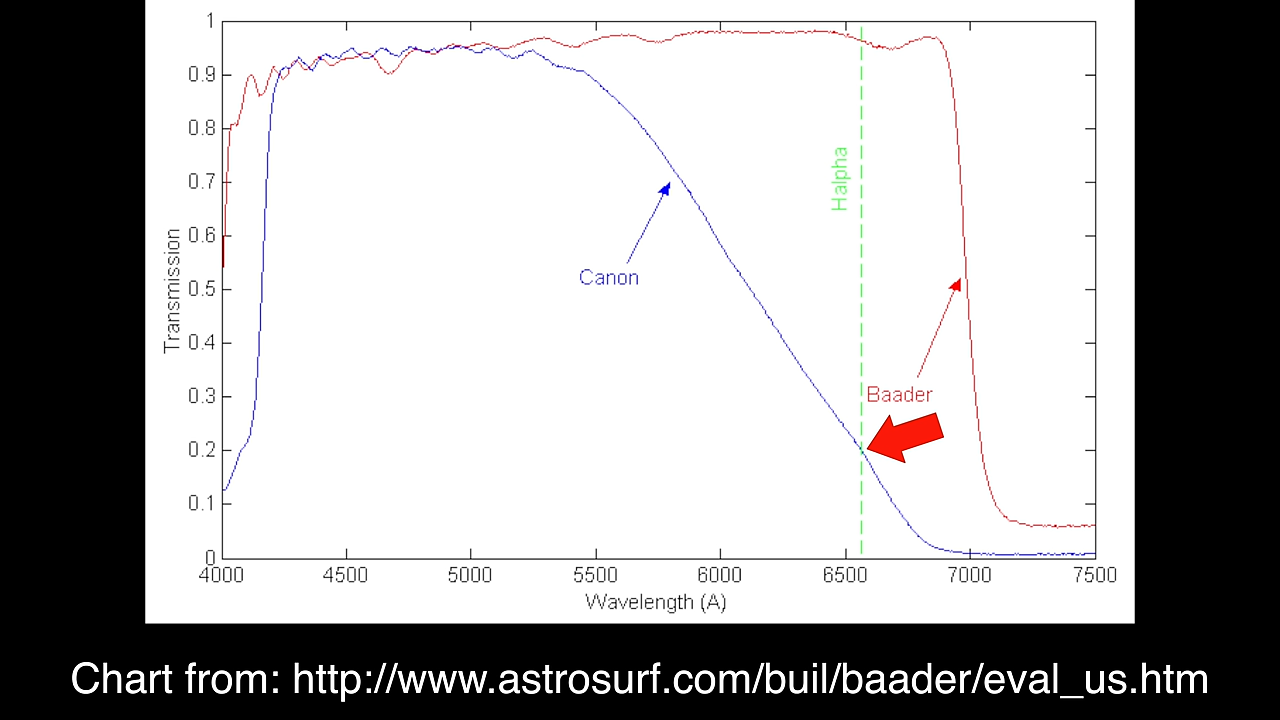 1
0.9
0.8
0.7
0.6
0.5
0.4
0.3
0.2
0.1
0
Transmission
Halpha
Canon
Baader
4000 4500 5000 5500 6000 6500 7000 7500
Wavelength (A)
Chart from: http://www.astrosurf.com/buil/baader/eval_us.htm